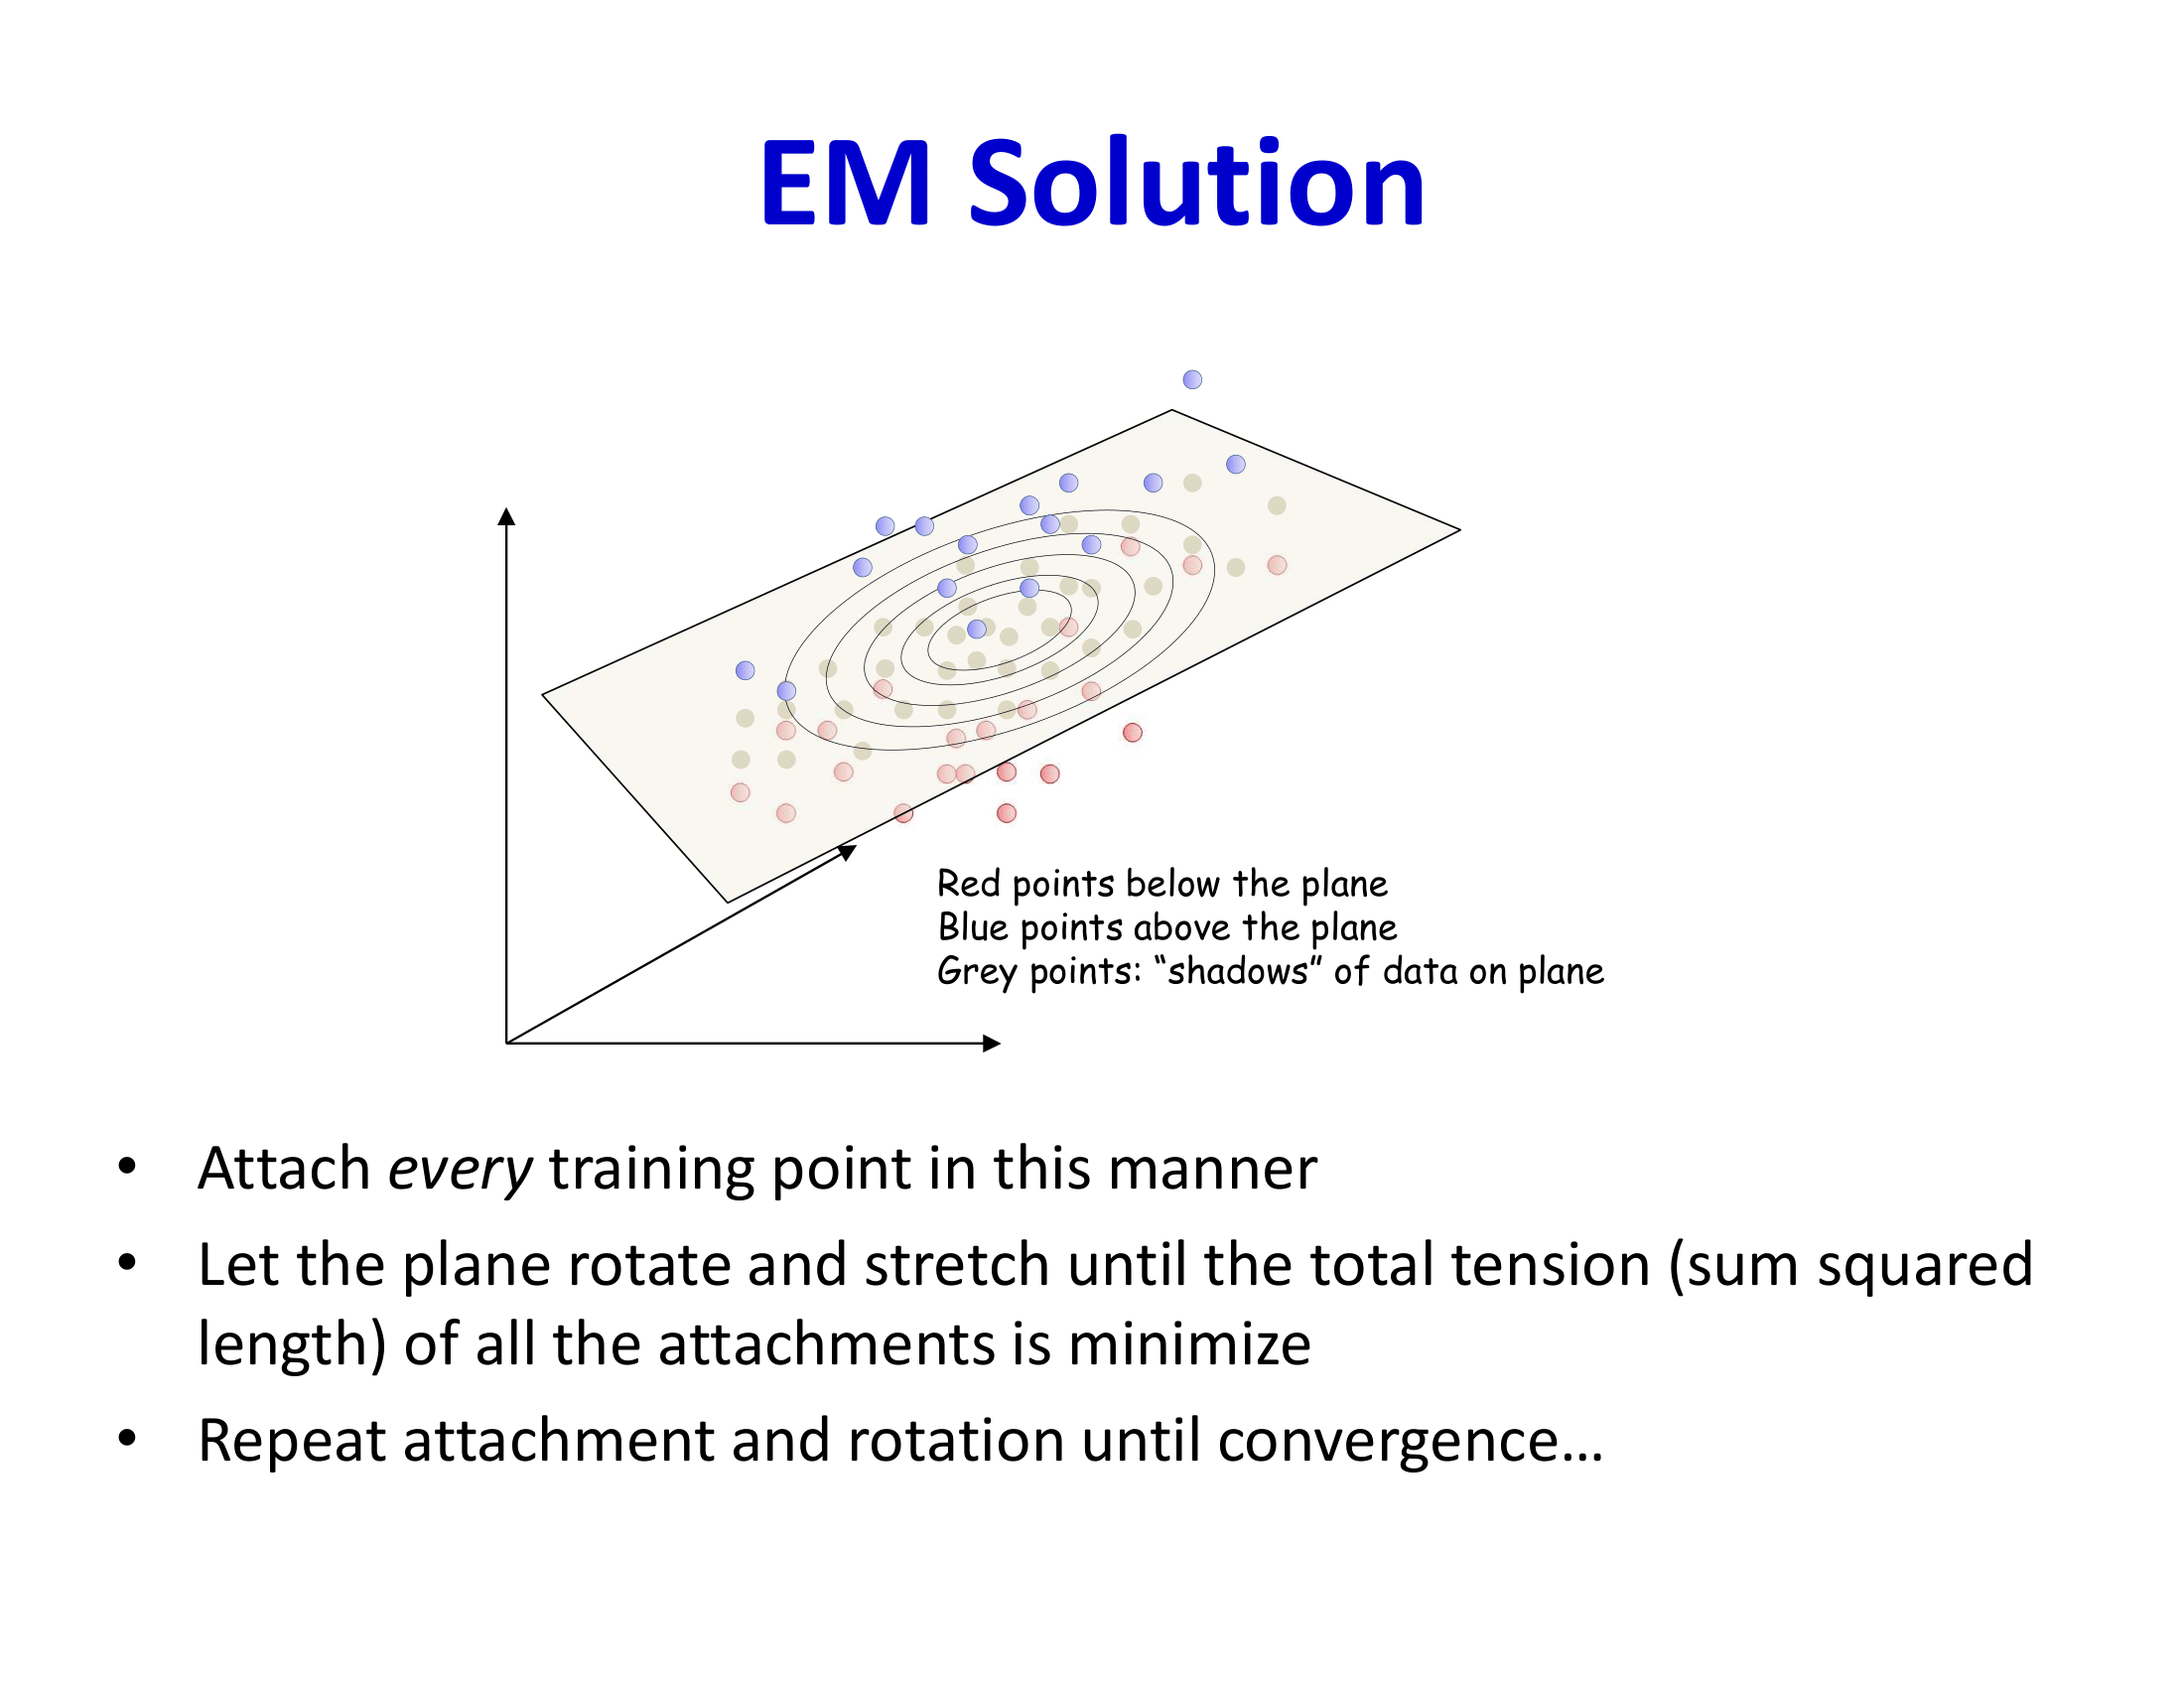 EM Solution
Red points below the plane
Blue points above the plane
Grey points: “shadows” of data on plane
• Attach every training point in this manner
• Let the plane rotate and stretch until the total tension (sum squared
length) of all the attachments is minimize
• Repeat attachment and rotation until convergence…